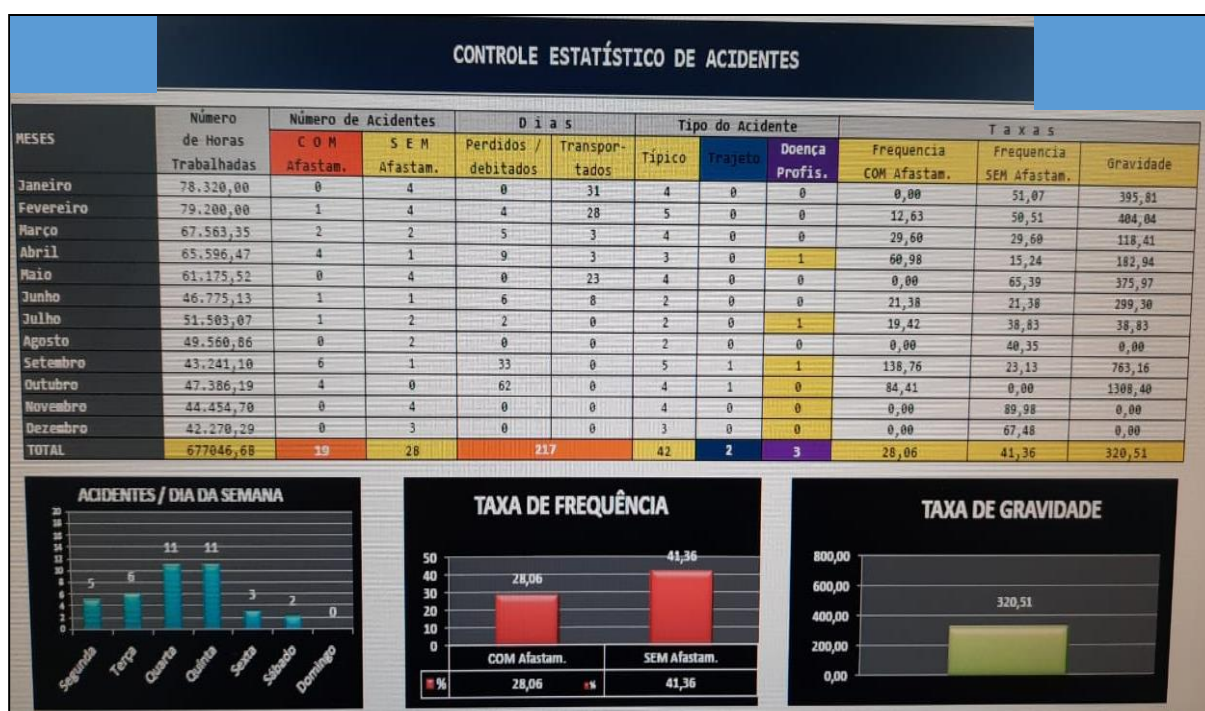 CONTROLE ESTATÍSTICO DE ACIDENTES
MESES Número de Horas Trabalhadas Número de Acidentes D i a s Tipo do Acidente T a x a s
C O M Afastam. S E M Afastam. Perdidos / debitados Transpor-tados Típico Trajeto Doença Profis. Frequencia COM Afastam. Frequencia SEM Afastam. Gravidade
Janeiro 78.320,00 0 4 0 31 4 0 0 0,00 51,07 395,81
Fevereiro 79.200,00 1 4 4 28 5 0 0 12,63 50,51 404,04
Março 67.563,35 2 2 5 3 4 0 0 29,60 29,60 118,41
Abril 65.596,47 4 1 9 3 3 0 1 60,98 15,24 182,94
Maio 61.175,52 0 4 0 23 4 0 0 0,00 65,39 375,97
Junho 46.775,13 1 1 6 8 2 0 0 21,38 21,38 299,30
Julho 51.503,07 1 2 2 0 2 0 1 19,42 38,83 38,83
Agosto 49.560,86 0 2 0 0 2 0 0 0,00 40,35 0,00
Setembro 43.241,10 6 1 33 0 5 1 1 138,76 23,13 763,16
Outubro 47.386,19 4 0 62 0 4 1 0 84,41 0,00 1308,40
Novembro 44.454,70 0 4 0 0 4 0 0 0,00 89,98 0,00
Dezembro 42.270,29 0 3 0 0 3 0 0 0,00 67,48 0,00
TOTAL 677046,68 19 28 217 42 2 3 28,06 41,36 320,51
ACIDENTES / DIA DA SEMANA
20
18
16
14
12
10
8
6
4
2
0
5 6 11 11 3 2 0
Segunda Terça Quarta Quinta Sexta Sábado Domingo
TAXA DE FREQUÊNCIA
50
40
30
20
10
0
28,06 41,36
COM Afastam. SEM Afastam.
% 28,06 % 41,36
TAXA DE GRAVIDADE
800,00
600,00
400,00
200,00
0,00
320,51